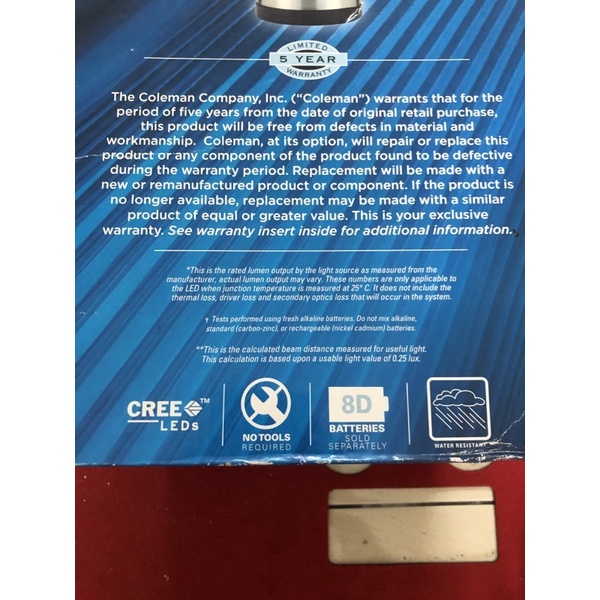 LIMITED
5 YEAR
WARRANTY
The Coleman Company, Inc. (“Coleman”) warrants that for the
period of five years from the date of original retail purchase,
this product will be free from defects in material and
workmanship. Coleman, at its option, will repair or replace this
product or any component of the product found to be defective
during the warranty period. Replacement will be made with a
new or remanufactured product or component. If the product is
no longer available, replacement may be made with a similar
product of equal or greater value. This is your exclusive
warranty. See warranty insert inside for additional information.
*This is the rated lumen output by the light source as measured from the
manufacturer, actual lumen output may vary. These numbers are only applicable to
the LED when junction temperature is measured at 25° C. It does not include the
thermal loss, driver loss and secondary optics loss that will occur in the system.
† Tests performed using fresh alkaline batteries. Do not mix alkaline,
standard (carbon-zinc), or rechargeable (nickel cadmium) batteries.
**This is the calculated beam distance measured for useful light.
This calculation is based upon a usable light value of 0.25 lux.
CREE TM
LEDs
NO TOOLS
REQUIRED
8D
BATTERIES
SOLD
SEPARATELY
WATER RESISTANT